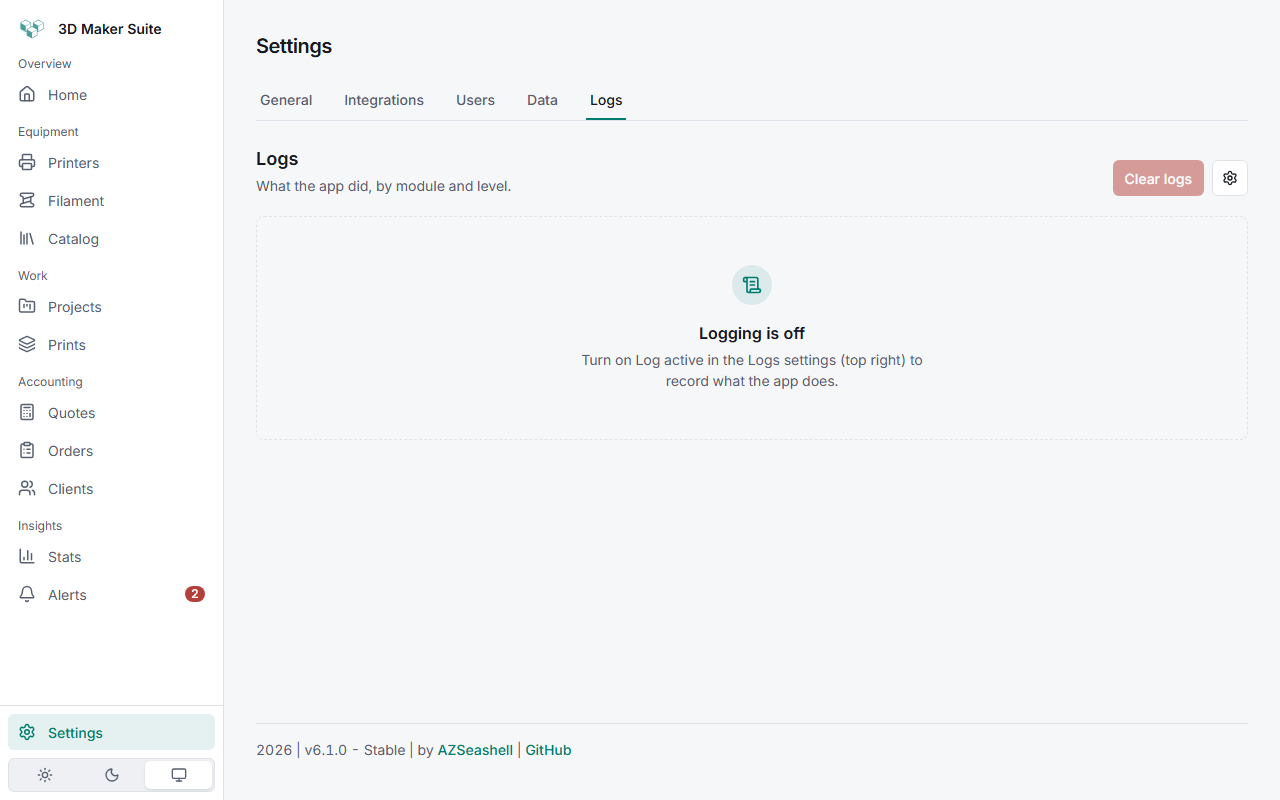 3D Maker Suite
Overview
Home
Equipment
Printers
Filament
Catalog
Work
Projects
Prints
Accounting
Quotes
Orders
Clients
Insights
Stats
Alerts 2
Settings
Settings
General Integrations Users Data Logs
Logs
What the app did, by module and level.
Clear logs
Logging is off
Turn on Log active in the Logs settings (top right) to
record what the app does.
2026 | v6.1.0 - Stable | by AZSeashell | GitHub